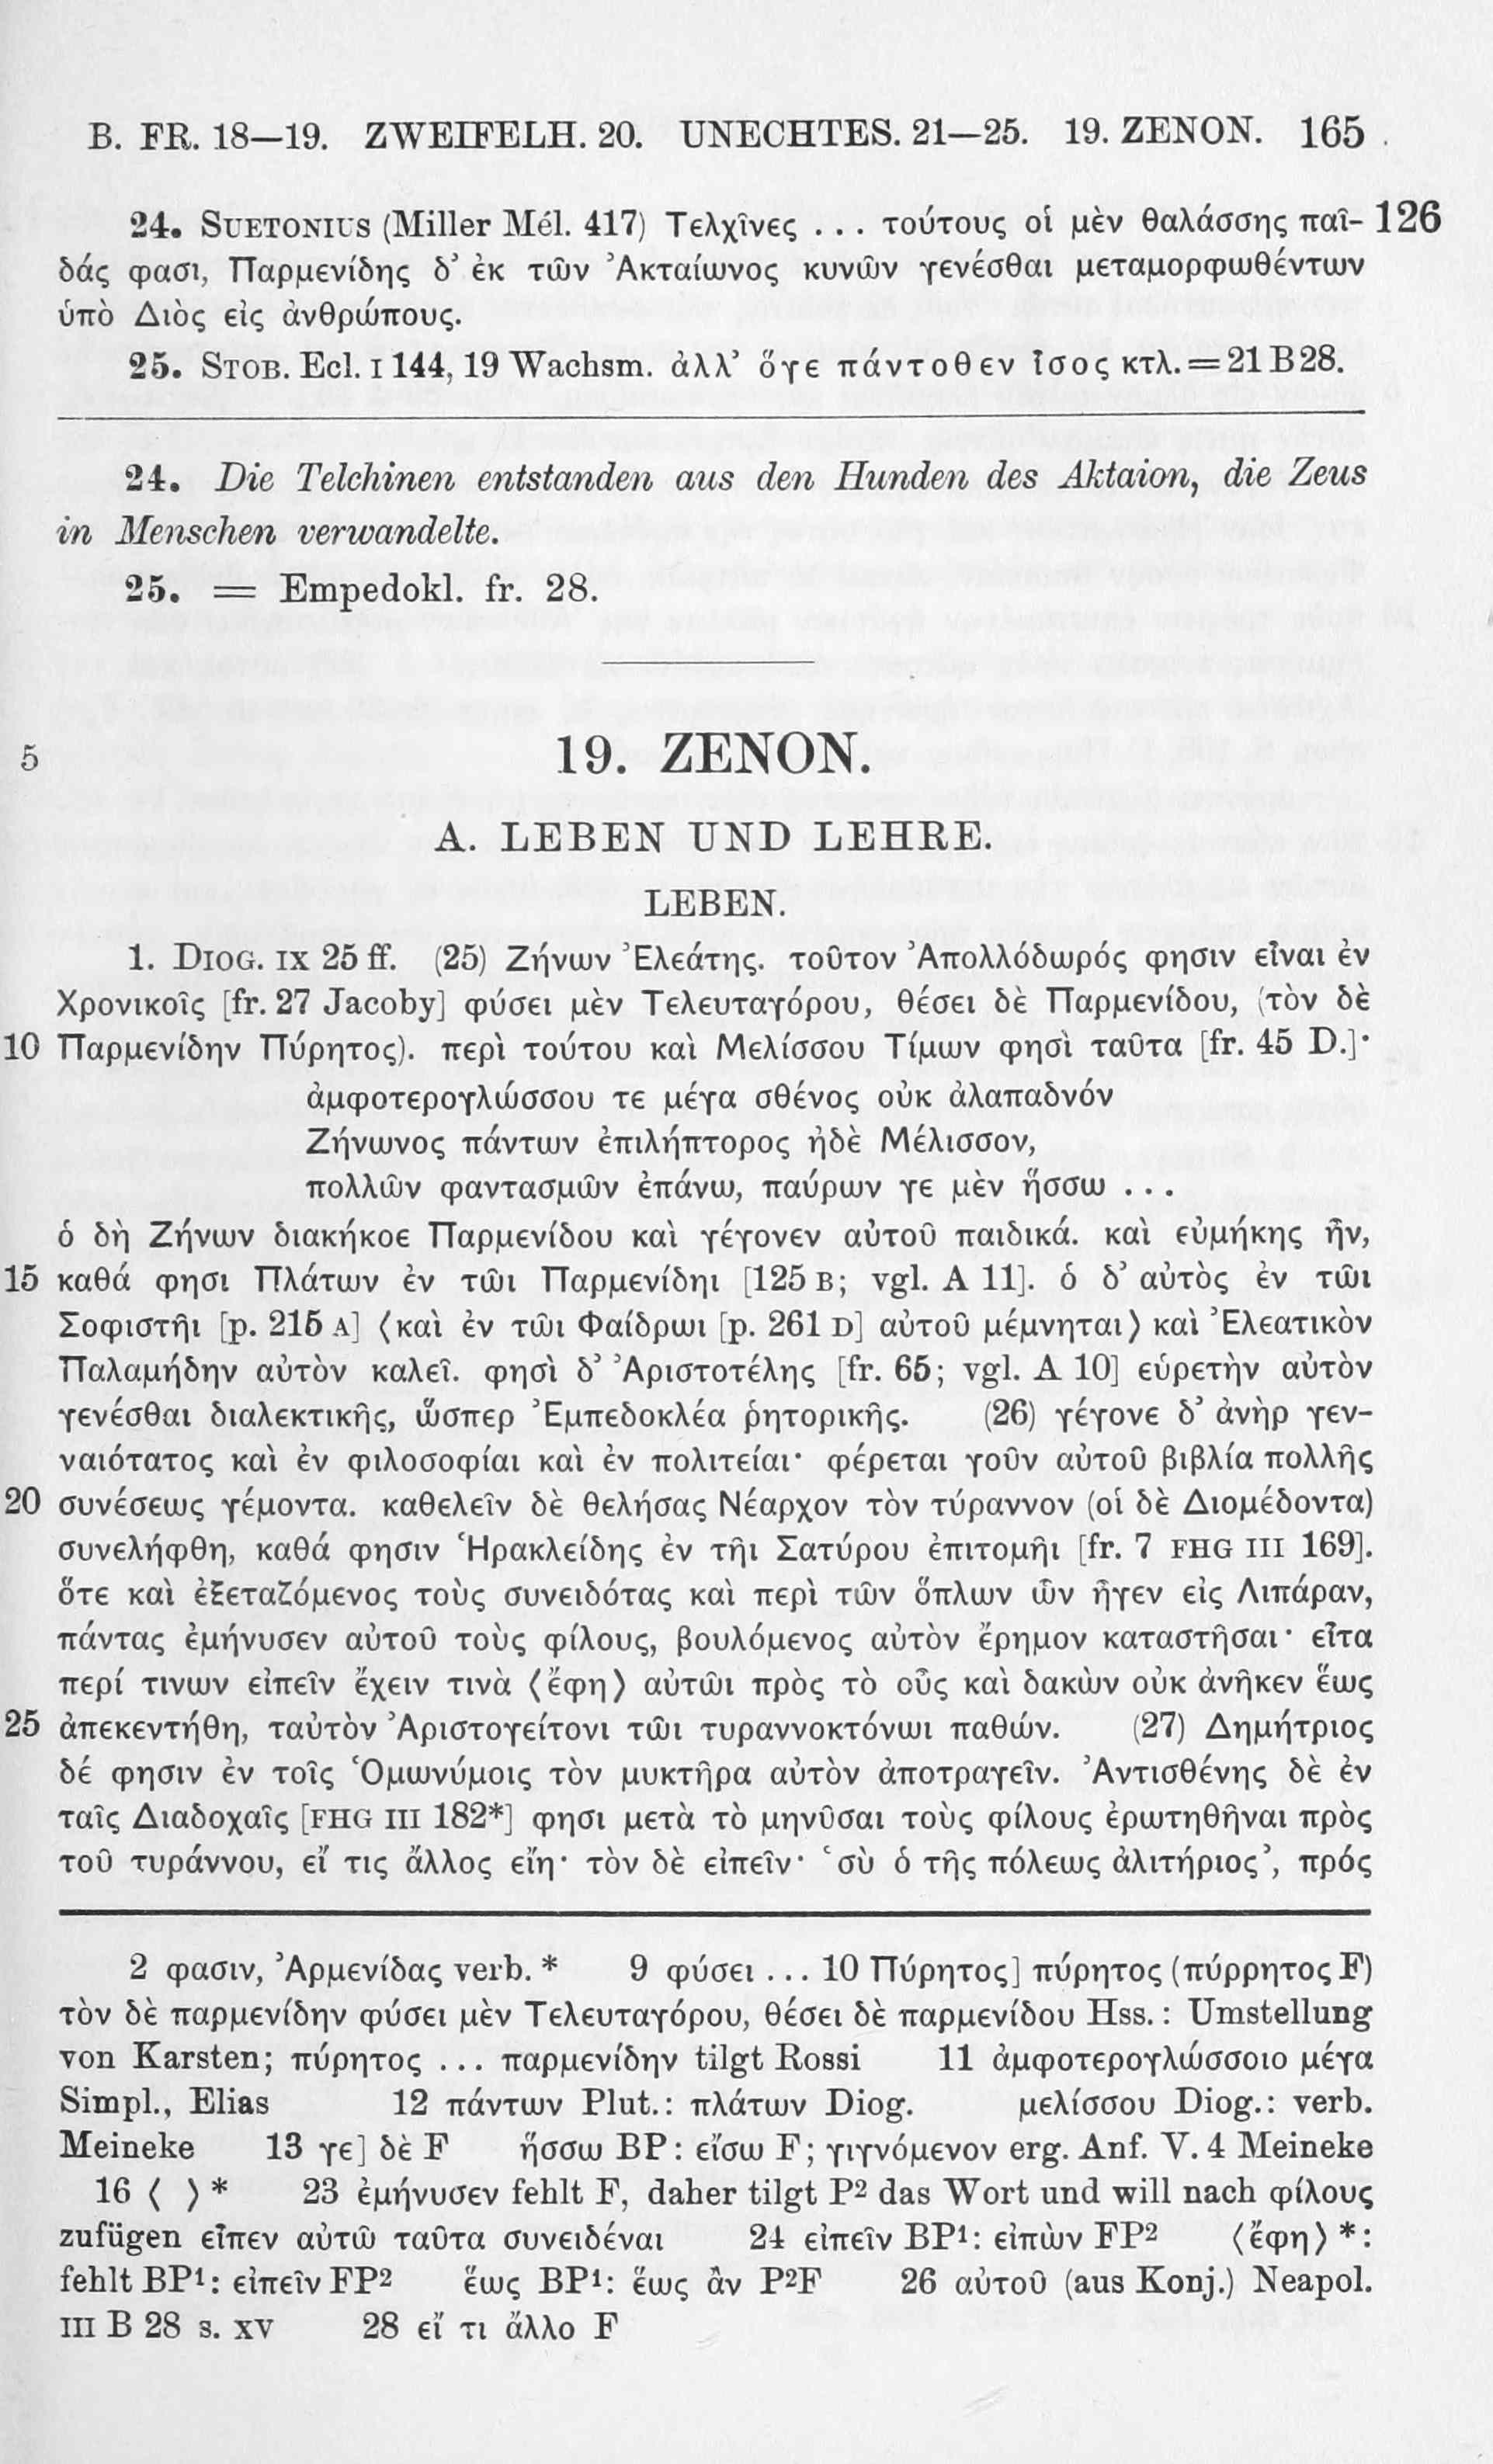 B. FR. 18—19. ZWEIFELH. 20. UNECHTES. 21—25. 19. ZENON. 165
24. SUETONIUS (Miller Mél. 417) Τελχῖνες ... τούτους οἱ μὲν θαλάσσης παῖ- 126
δάς φασι, Παρμενίδης δ᾽ ἐκ τῶν Ἀκταίωνος κυνῶν γενέσθαι μεταμορφωθέντων
ὑπὸ Διὸς εἰς ἀνθρώπους.
25. STOB. Ecl. I 144, 19 Wachsm. ἀλλ᾽ ὅγε πάντοθεν ἶσος κτλ. = 21 B 28.
24. Die Telchinen entstanden aus den Hunden des Aktaion, die Zeus
in Menschen verwandelte.
25. = Empedokl. fr. 28.
5 19. ZENON.
A. LEBEN UND LEHRE.
LEBEN.
1. DIOG. IX 25 ff. (25) Ζήνων Ἐλεάτης. τοῦτον Ἀπολλόδωρός φησιν εἶναι ἐν
Χρονικοῖς [fr. 27 Jacoby] φύσει μὲν Τελευταγόρου, θέσει δὲ Παρμενίδου, (τὸν δὲ
10 Παρμενίδην Πύρητος). περὶ τούτου καὶ Μελίσσου Τίμων φησὶ ταῦτα [fr. 45 D.]·
ἀμφοτερογλώσσου τε μέγα σθένος οὐκ ἀλαπαδνόν
Ζήνωνος πάντων ἐπιλήπτορος ἠδὲ Μέλισσον,
πολλῶν φαντασμῶν ἐπάνω, παύρων γε μὲν ἥσσω ...
ὁ δὴ Ζήνων διακήκοε Παρμενίδου καὶ γέγονεν αὐτοῦ παιδικά. καὶ εὐμήκης ἦν,
15 καθά φησι Πλάτων ἐν τῶι Παρμενίδηι [125 B; vgl. A 11]. ὁ δ᾽ αὐτὸς ἐν τῶι
Σοφιστῆι [p. 215 A] ⟨καὶ ἐν τῶι Φαίδρωι [p. 261 D] αὐτοῦ μέμνηται⟩ καὶ Ἐλεατικὸν
Παλαμήδην αὐτὸν καλεῖ. φησὶ δ᾽ Ἀριστοτέλης [fr. 65; vgl. A 10] εὑρετὴν αὐτὸν
γενέσθαι διαλεκτικῆς, ὥσπερ Ἐμπεδοκλέα ῥητορικῆς. (26) γέγονε δ᾽ ἀνὴρ γεν-
ναιότατος καὶ ἐν φιλοσοφίαι καὶ ἐν πολιτείαι· φέρεται γοῦν αὐτοῦ βιβλία πολλῆς
20 συνέσεως γέμοντα. καθελεῖν δὲ θελήσας Νέαρχον τὸν τύραννον (οἱ δὲ Διομέδοντα)
συνελήφθη, καθά φησιν Ἡρακλείδης ἐν τῆι Σατύρου ἐπιτομῆι [fr. 7 FHG III 169].
ὅτε καὶ ἐξεταζόμενος τοὺς συνειδότας καὶ περὶ τῶν ὅπλων ὧν ἦγεν εἰς Λιπάραν,
πάντας ἐμήνυσεν αὐτοῦ τοὺς φίλους, βουλόμενος αὐτὸν ἔρημον καταστῆσαι· εἶτα
περί τινων εἰπεῖν ἔχειν τινὰ ⟨ἔφη⟩ αὐτῶι πρὸς τὸ οὖς καὶ δακὼν οὐκ ἀνῆκεν ἕως
25 ἀπεκεντήθη, ταὐτὸν Ἀριστογείτονι τῶι τυραννοκτόνωι παθών. (27) Δημήτριος
δέ φησιν ἐν τοῖς Ὁμωνύμοις τὸν μυκτῆρα αὐτὸν ἀποτραγεῖν. Ἀντισθένης δὲ ἐν
ταῖς Διαδοχαῖς [FHG III 182*] φησι μετὰ τὸ μηνῦσαι τοὺς φίλους ἐρωτηθῆναι πρὸς
τοῦ τυράννου, εἴ τις ἄλλος εἴη· τὸν δὲ εἰπεῖν· ‘σὺ ὁ τῆς πόλεως ἀλιτήριος’, πρός
2 φασιν, Ἀρμενίδας verb. * 9 φύσει ... 10 Πύρητος] πύρητος (πύρρητος F)
τὸν δὲ παρμενίδην φύσει μὲν Τελευταγόρου, θέσει δὲ παρμενίδου Hss.: Umstellung
von Karsten; πύρητος ... παρμενίδην tilgt Rossi 11 ἀμφοτερογλώσσοιο μέγα
Simpl., Elias 12 πάντων Plut.: πλάτων Diog. μελίσσου Diog.: verb.
Meineke 13 γε] δὲ F ἥσσω BP: εἴσω F; γιγνόμενον erg. Anf. V. 4 Meineke
16 ⟨ ⟩ * 23 ἐμήνυσεν fehlt F, daher tilgt P² das Wort und will nach φίλους
zufügen εἶπεν αὐτῶ ταῦτα συνειδέναι 24 εἰπεῖν BP¹: εἰπὼν FP² ⟨ἔφη⟩ *:
fehlt BP¹: εἰπεῖν FP² ἕως BP¹: ἕως ἂν P²F 26 αὐτοῦ (aus Konj.) Neapol.
III B 28 s. XV 28 εἴ τι ἄλλο F